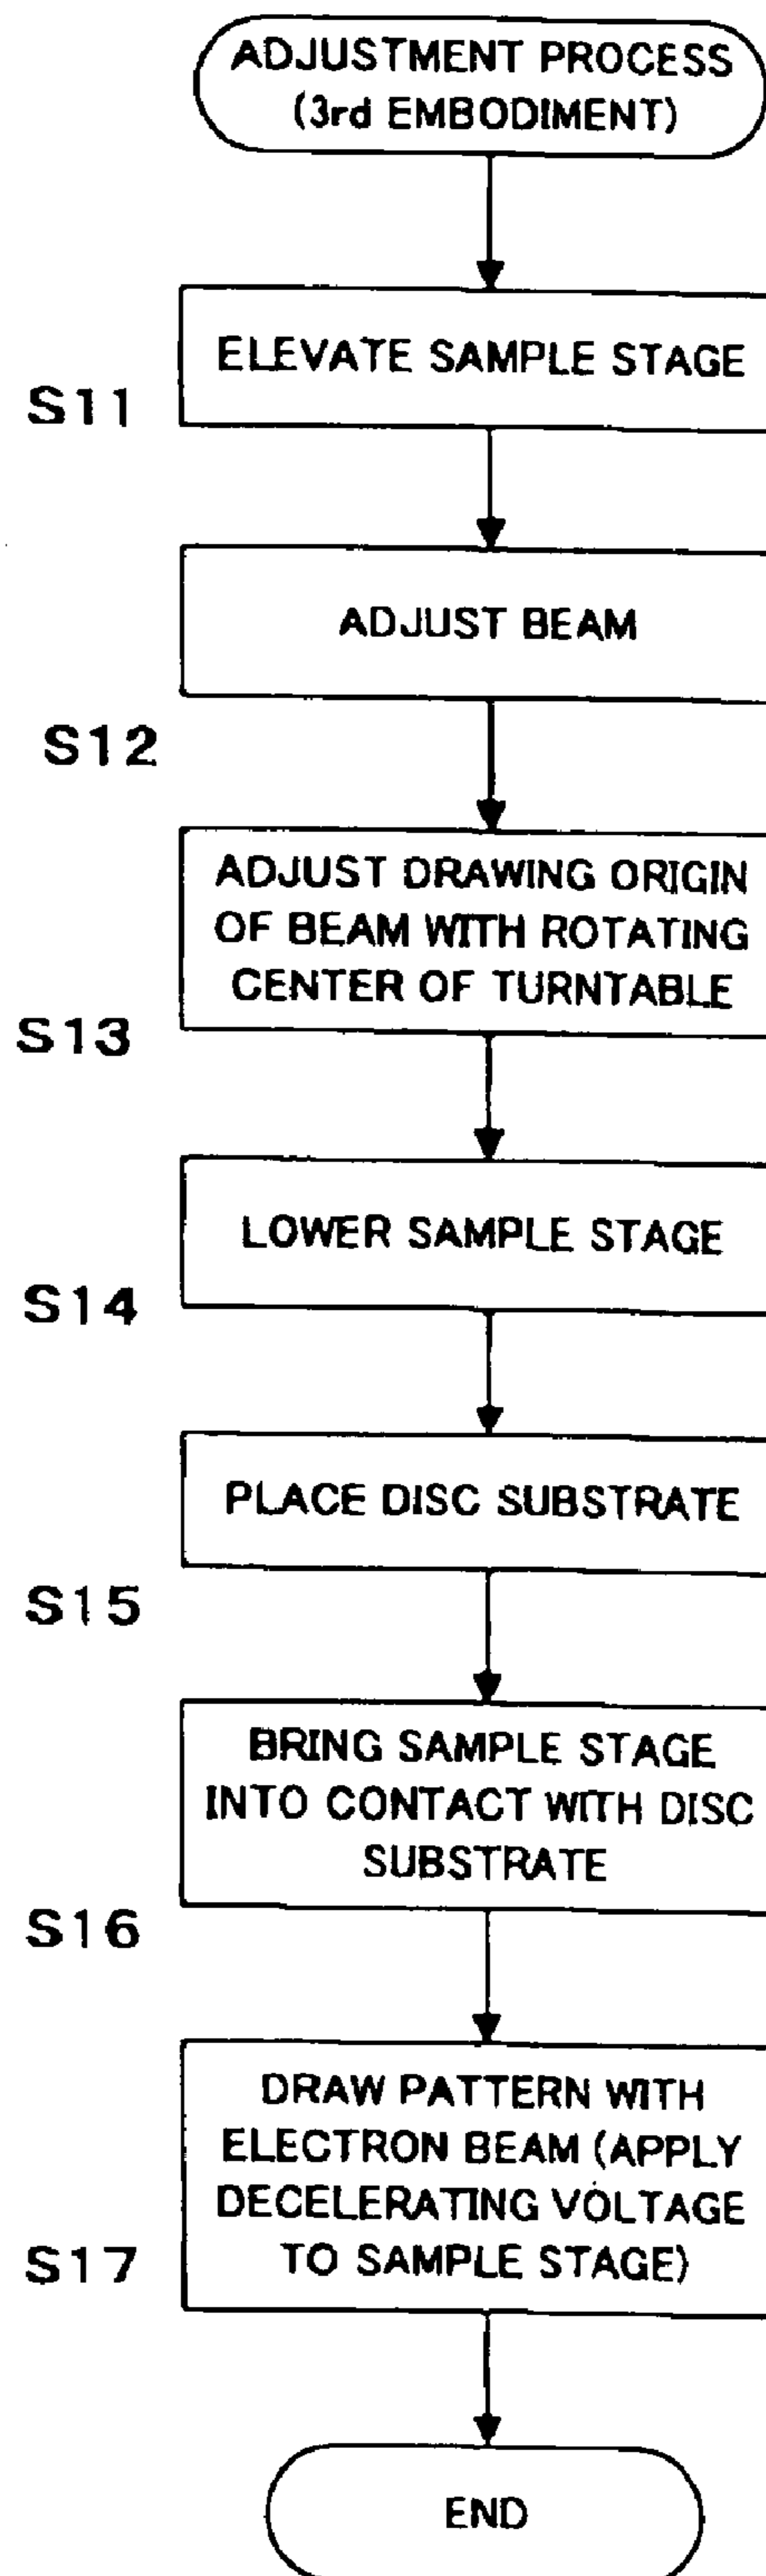 ADJUSTMENT PROCESS
(3rd EMBODIMENT)
ELEVATE SAMPLE STAGE
S11
ADJUST BEAM
S12
ADJUST DRAWING ORIGIN
OF BEAM WITH ROTATING
CENTER OF TURNTABLE
S13
LOWER SAMPLE STAGE
S14
PLACE DISC SUBSTRATE
S15
BRING SAMPLE STAGE
INTO CONTACT WITH DISC
SUBSTRATE
S16
DRAW PATTERN WITH
ELECTRON BEAM (APPLY
DECELERATING VOLTAGE
TO SAMPLE STAGE)
S17
END